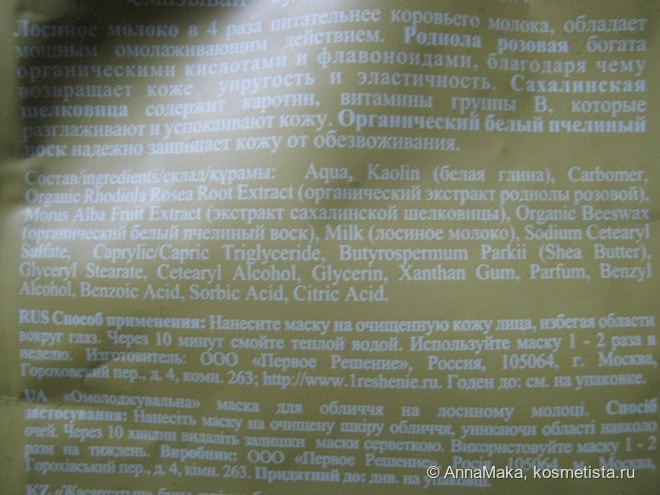 Лосиное молоко в 4 раза питательнее коровьего молока, обладает
мощным омолаживающим действием. Родиола розовая богата
органическими кислотами и флавоноидами, благодаря чему
возвращает коже упругость и эластичность. Сахалинская
шелковица содержит каротин, витамины группы В, которые
разглаживают и успокаивают кожу. Органический белый пчелиный
воск надежно защищает кожу от обезвоживания.
Состав/ingredients/склад/курамы: Aqua, Kaolin (белая глина), Carbomer,
Organic Rhodiola Rosea Root Extract (органический экстракт родиолы розовой),
Morus Alba Fruit Extract (экстракт сахалинской шелковицы), Organic Beeswax
(органический белый пчелиный воск), Milk (лосиное молоко), Sodium Cetearyl
Sulfate, Caprylic/Capric Triglyceride, Butyrospermum Parkii (Shea Butter),
Glyceryl Stearate, Cetearyl Alcohol, Glycerin, Xanthan Gum, Parfum, Benzyl
Alcohol, Benzoic Acid, Sorbic Acid, Citric Acid.
RUS Способ применения: Нанесите маску на очищенную кожу лица, избегая области
вокруг глаз. Через 10 минут смойте теплой водой. Используйте маску 1 - 2 раза в
неделю. Изготовитель: ООО «Первое Решение», Россия, 105064, г. Москва,
Гороховский пер., д. 4, комн. 263; http://www.1reshenie.ru. Годен до: см. на упаковке.
UA «Омолоджувальна» маска для обличчя на лосиному молоці. Спосіб
застосування: Нанесіть маску на очищену шкіру обличчя, уникаючи області навколо
очей. Через 10 хвилин видаліть залишки маски серветкою. Використовуйте маску 1 - 2
рази на тиждень. Виробник: ООО «Первое Решение», Росія, 105064, м. Москва,
Горохівський пер., д. 4, кімн. 263. Придатний до: див. на упаковці.
KZ
© AnnaMaka, kosmetista.ru